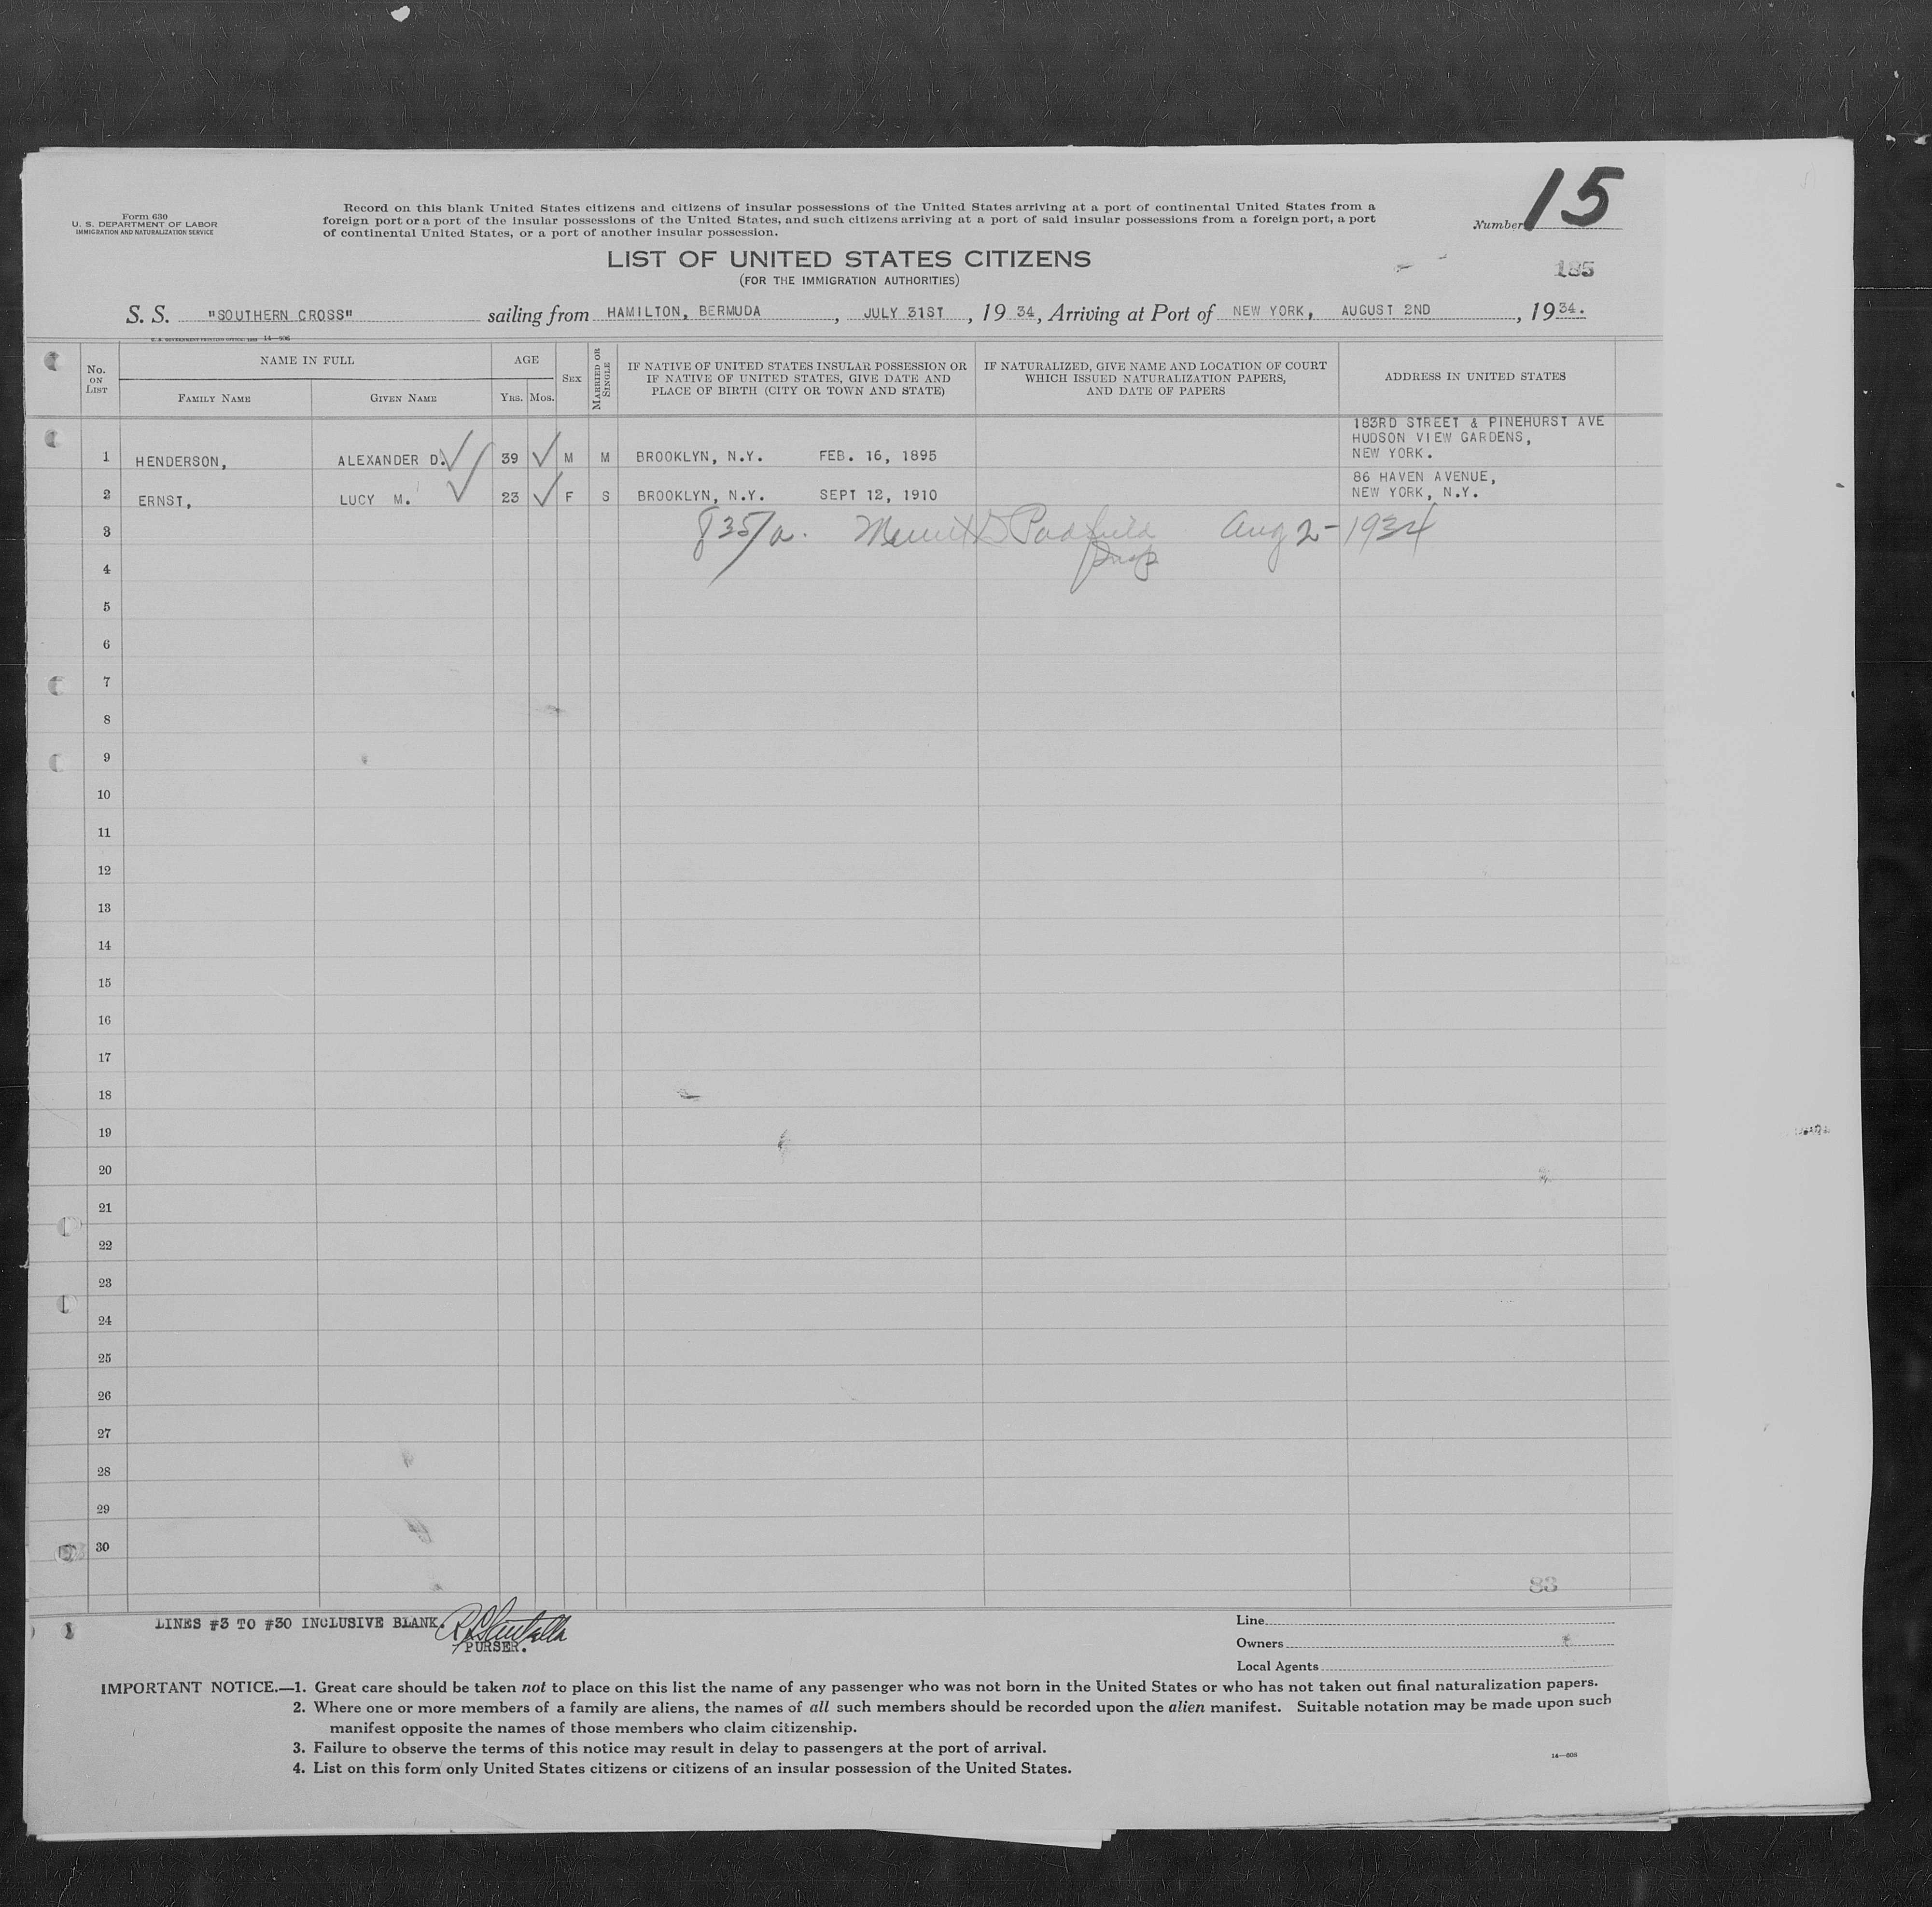 Form 630
U. S. DEPARTMENT OF LABOR
IMMIGRATION AND NATURALIZATION SERVICE
Record on this blank United States citizens and citizens of insular possessions of the United States arriving at a port of continental United States from a
foreign port or a port of the insular possessions of the United States, and such citizens arriving at a port of said insular possessions from a foreign port, a port
of continental United States, or a port of another insular possession.
Number 15
LIST OF UNITED STATES CITIZENS
(FOR THE IMMIGRATION AUTHORITIES)
185
S. S. "SOUTHERN CROSS" sailing from HAMILTON, BERMUDA, JULY 31ST, 19 34, Arriving at Port of NEW YORK, AUGUST 2ND, 19 34.
No. ON LIST
NAME IN FULL
FAMILY NAME
GIVEN NAME
AGE
YRS. MOS.
SEX
MARRIED OR SINGLE
IF NATIVE OF UNITED STATES INSULAR POSSESSION OR
IF NATIVE OF UNITED STATES, GIVE DATE AND
PLACE OF BIRTH (CITY OR TOWN AND STATE)
IF NATURALIZED, GIVE NAME AND LOCATION OF COURT
WHICH ISSUED NATURALIZATION PAPERS,
AND DATE OF PAPERS
ADDRESS IN UNITED STATES
183RD STREET & PINEHURST AVE
HUDSON VIEW GARDENS,
1 HENDERSON, ALEXANDER D. 39 M M BROOKLYN, N.Y. FEB. 16, 1895 NEW YORK.
86 HAVEN AVENUE,
2 ERNST, LUCY M. 23 F S BROOKLYN, N.Y. SEPT 12, 1910 NEW YORK, N.Y.
3 Aug 2 - 1934
4
5
6
7
8
9
10
11
12
13
14
15
16
17
18
19
20
21
22
23
24
25
26
27
28
29
30
83
LINES #3 TO #30 INCLUSIVE BLANK.
PURSER.
Line
Owners
Local Agents
IMPORTANT NOTICE.—1. Great care should be taken not to place on this list the name of any passenger who was not born in the United States or who has not taken out final naturalization papers.
2. Where one or more members of a family are aliens, the names of all such members should be recorded upon the alien manifest. Suitable notation may be made upon such
manifest opposite the names of those members who claim citizenship.
3. Failure to observe the terms of this notice may result in delay to passengers at the port of arrival.
4. List on this form only United States citizens or citizens of an insular possession of the United States.